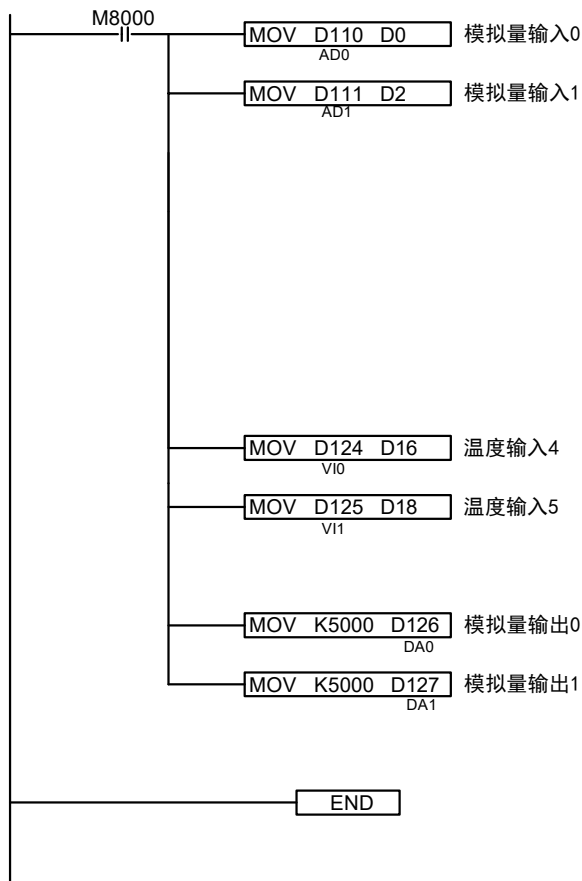 M8000
MOV D110 D0 模拟量输入0
AD0
MOV D111 D2 模拟量输入1
AD1
MOV D124 D16 温度输入4
VI0
MOV D125 D18 温度输入5
VI1
MOV K5000 D126 模拟量输出0
DA0
MOV K5000 D127 模拟量输出1
DA1
END